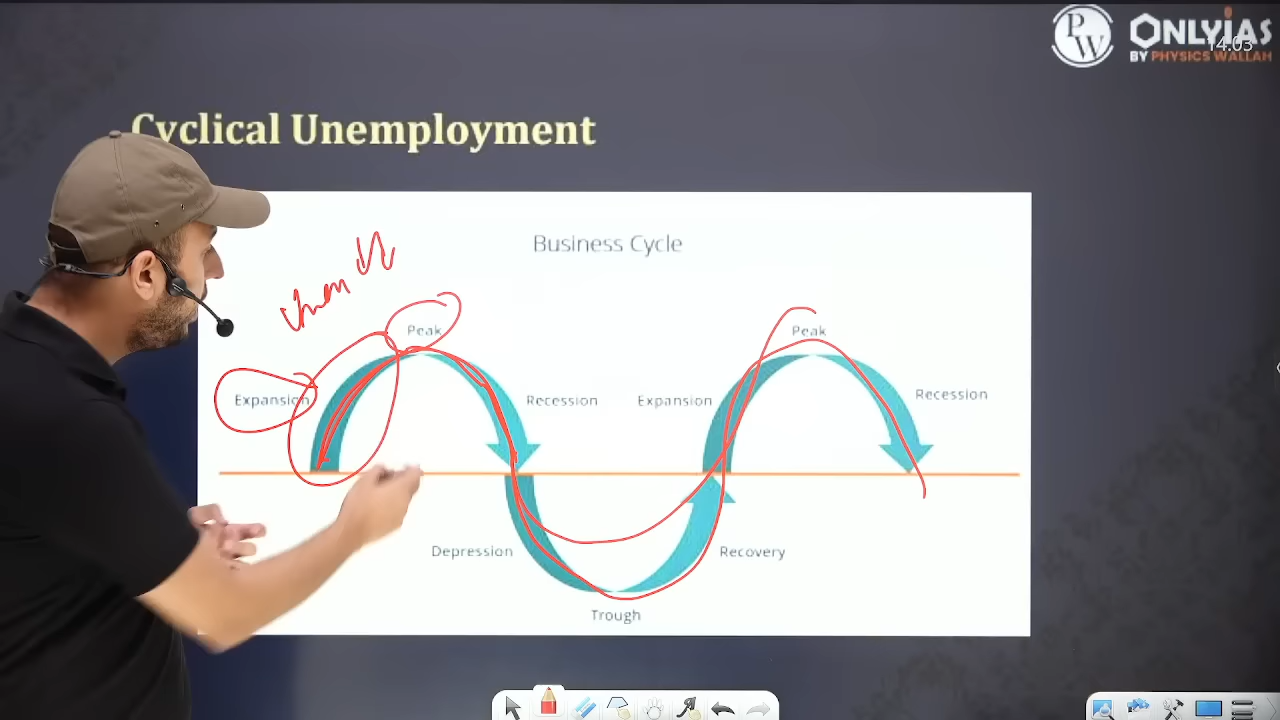 PW ONLYIAS
14:03
BY PHYSICS WALLAH
Cyclical Unemployment
Business Cycle
Peak
Peak
Expansion
Recession
Expansion
Recession
Depression
Recovery
Trough